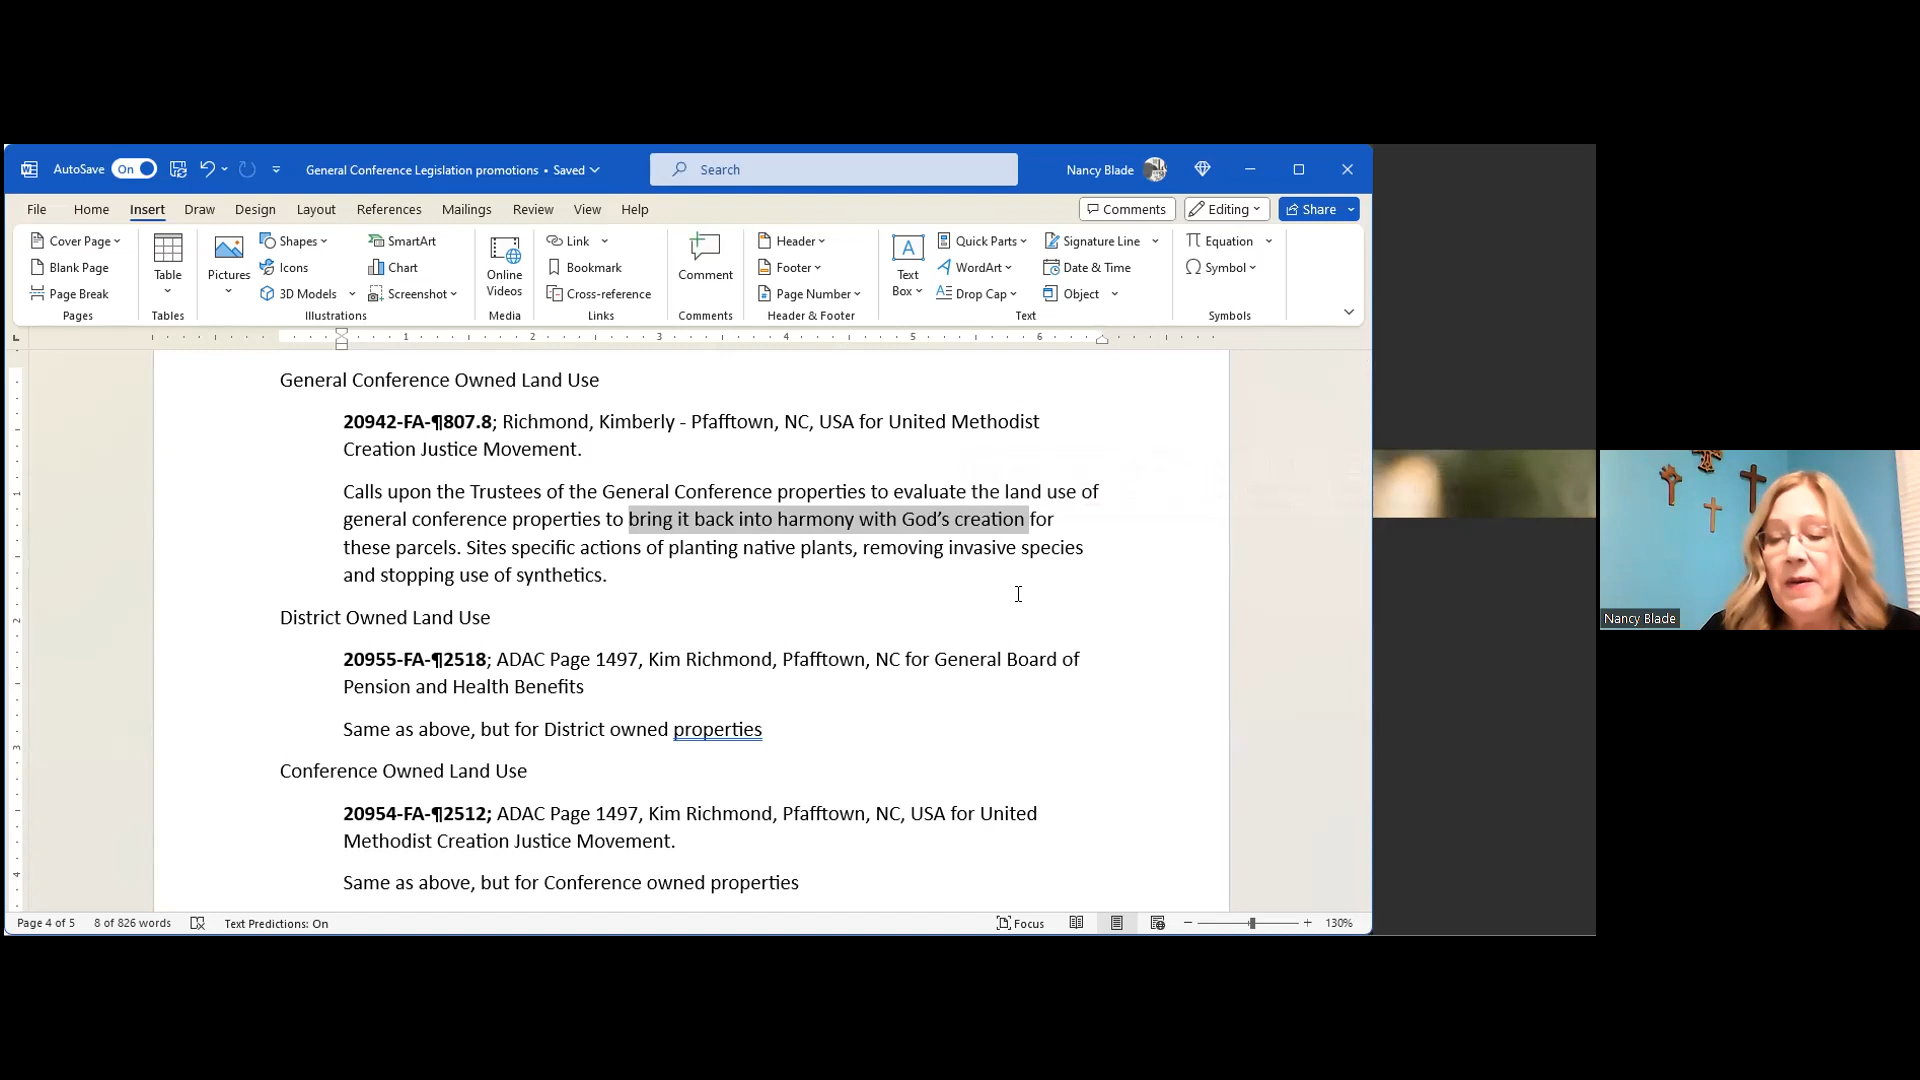 AutoSave On General Conference Legislation promotions • Saved Search Nancy Blade
File Home Insert Draw Design Layout References Mailings Review View Help Comments Editing Share
Cover Page
Blank Page
Page Break
Pages
Table
Tables
Pictures
Shapes
Icons
3D Models
SmartArt
Chart
Screenshot
Illustrations
Online
Videos
Media
Link
Bookmark
Cross-reference
Links
Comment
Comments
Header
Footer
Page Number
Header & Footer
Text
Box
Quick Parts
WordArt
Drop Cap
Signature Line
Date & Time
Object
Text
Equation
Symbol
Symbols
1 2 3 4 5 6
General Conference Owned Land Use
20942-FA-¶807.8; Richmond, Kimberly - Pfafftown, NC, USA for United Methodist
Creation Justice Movement.
Calls upon the Trustees of the General Conference properties to evaluate the land use of
general conference properties to bring it back into harmony with God's creation for
these parcels. Sites specific actions of planting native plants, removing invasive species
and stopping use of synthetics.
District Owned Land Use
20955-FA-¶2518; ADAC Page 1497, Kim Richmond, Pfafftown, NC for General Board of
Pension and Health Benefits
Same as above, but for District owned properties
Conference Owned Land Use
20954-FA-¶2512; ADAC Page 1497, Kim Richmond, Pfafftown, NC, USA for United
Methodist Creation Justice Movement.
Same as above, but for Conference owned properties
1
2
3
4
Page 4 of 5 8 of 826 words Text Predictions: On Focus 130%
Nancy Blade